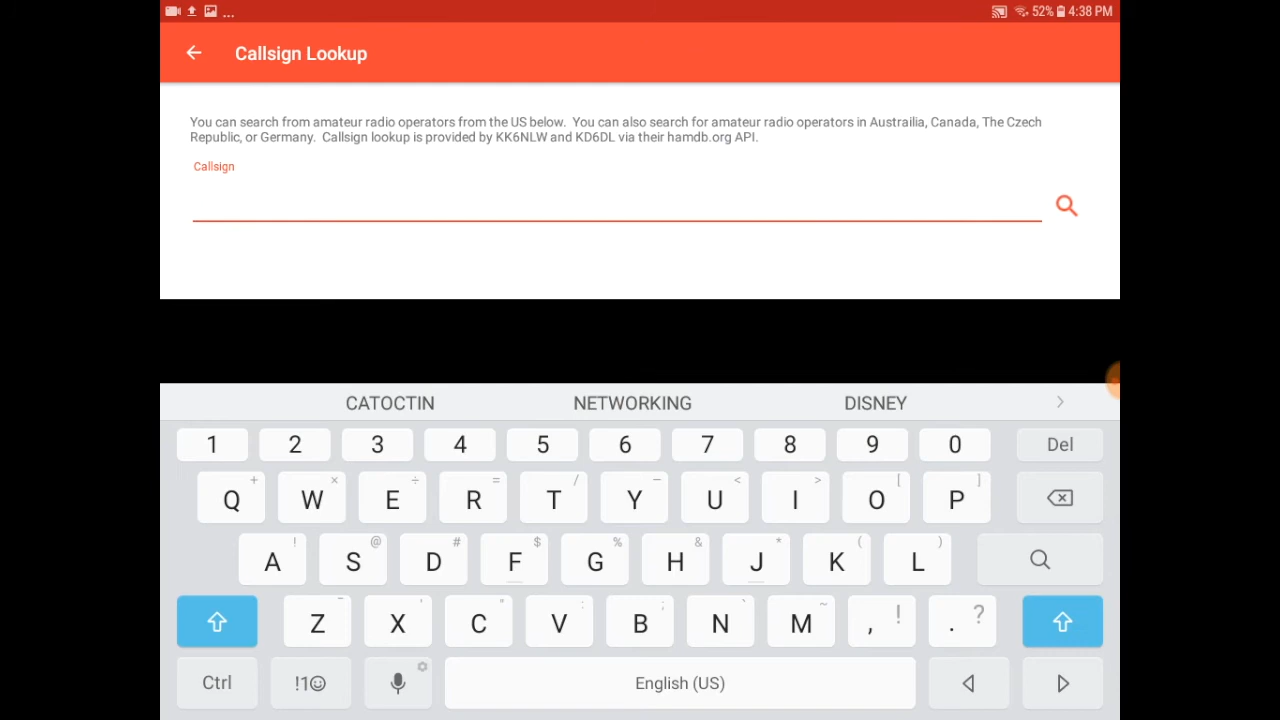 ... 52% 4:38 PM
Callsign Lookup
You can search from amateur radio operators from the US below. You can also search for amateur radio operators in Austrailia, Canada, The Czech
Republic, or Germany. Callsign lookup is provided by KK6NLW and KD6DL via their hamdb.org API.
Callsign
CATOCTIN NETWORKING DISNEY
1 2 3 4 5 6 7 8 9 0 Del
+ × ÷ = / − < > [ ]
Q W E R T Y U I O P
! @ # $ % & * ( )
A S D F G H J K L
- ' " : ; ` ~ ! ?
Z X C V B N M , .
Ctrl !1☺ English (US)